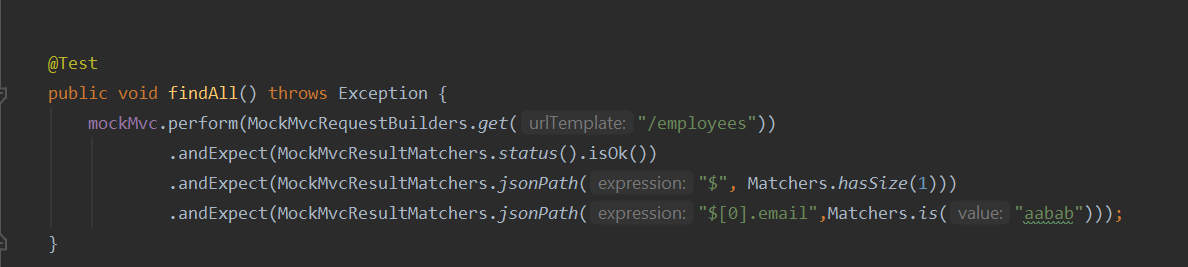 @Test
public void findAll() throws Exception {
mockMvc.perform(MockMvcRequestBuilders.get( urlTemplate: "/employees"))
.andExpect(MockMvcResultMatchers.status().isOk())
.andExpect(MockMvcResultMatchers.jsonPath( expression: "$", Matchers.hasSize(1)))
.andExpect(MockMvcResultMatchers.jsonPath( expression: "$[0].email",Matchers.is( value: "aabab")));
}